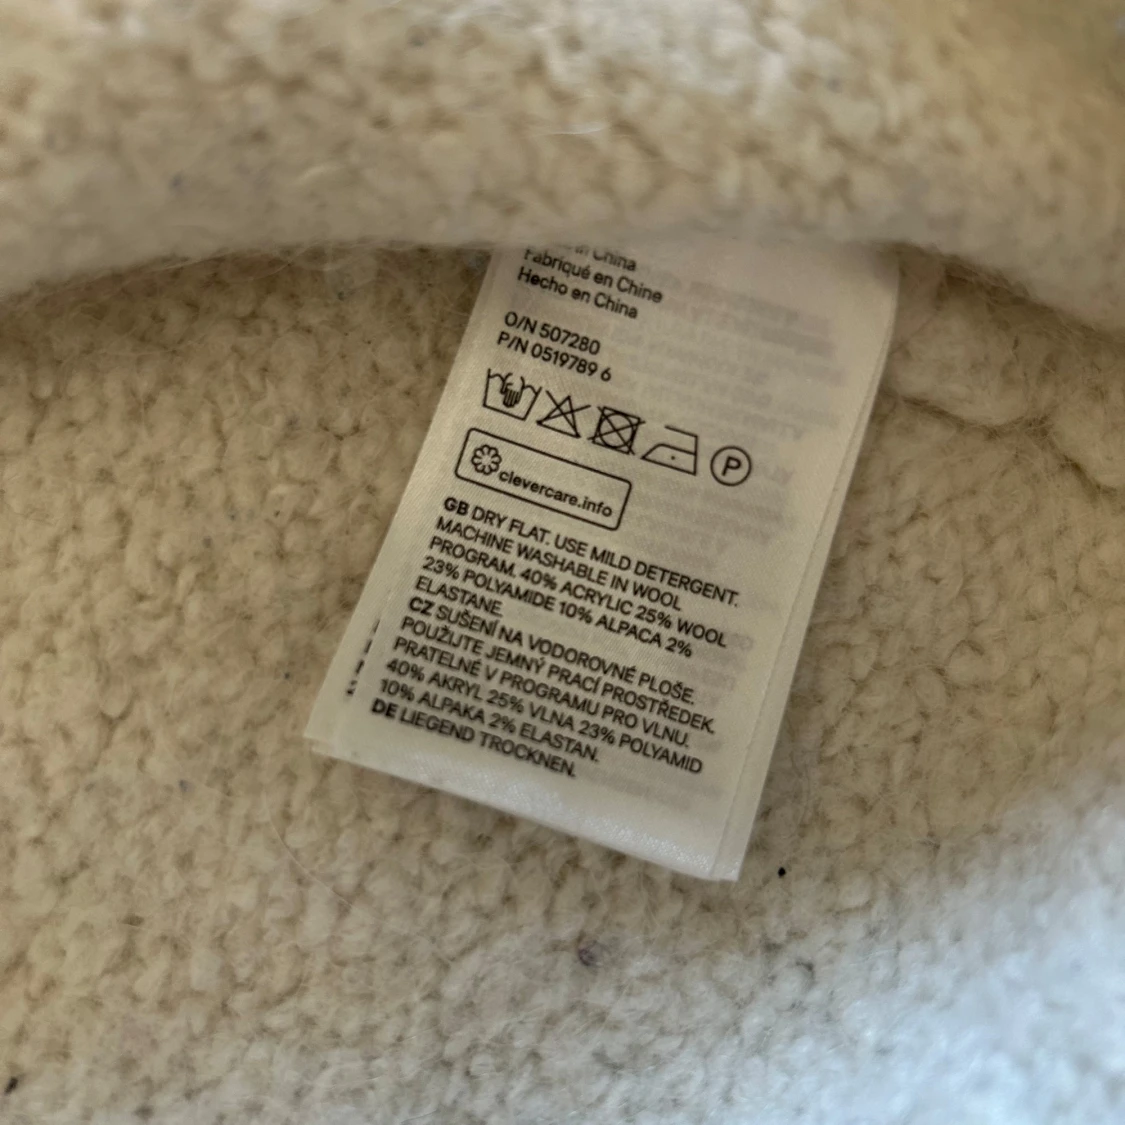 in China
Fabriqué en Chine
Hecho en China
O/N 507280
P/N 0519789 6
P
clevercare.info
GB DRY FLAT. USE MILD DETERGENT.
MACHINE WASHABLE IN WOOL
PROGRAM. 40% ACRYLIC 25% WOOL
23% POLYAMIDE 10% ALPACA 2%
ELASTANE.
CZ SUŠENÍ NA VODOROVNÉ PLOŠE.
POUŽIJTE JEMNÝ PRACÍ PROSTŘEDEK.
PRATELNÉ V PROGRAMU PRO VLNU.
40% AKRYL 25% VLNA 23% POLYAMID
10% ALPAKA 2% ELASTAN.
DE LIEGEND TROCKNEN.